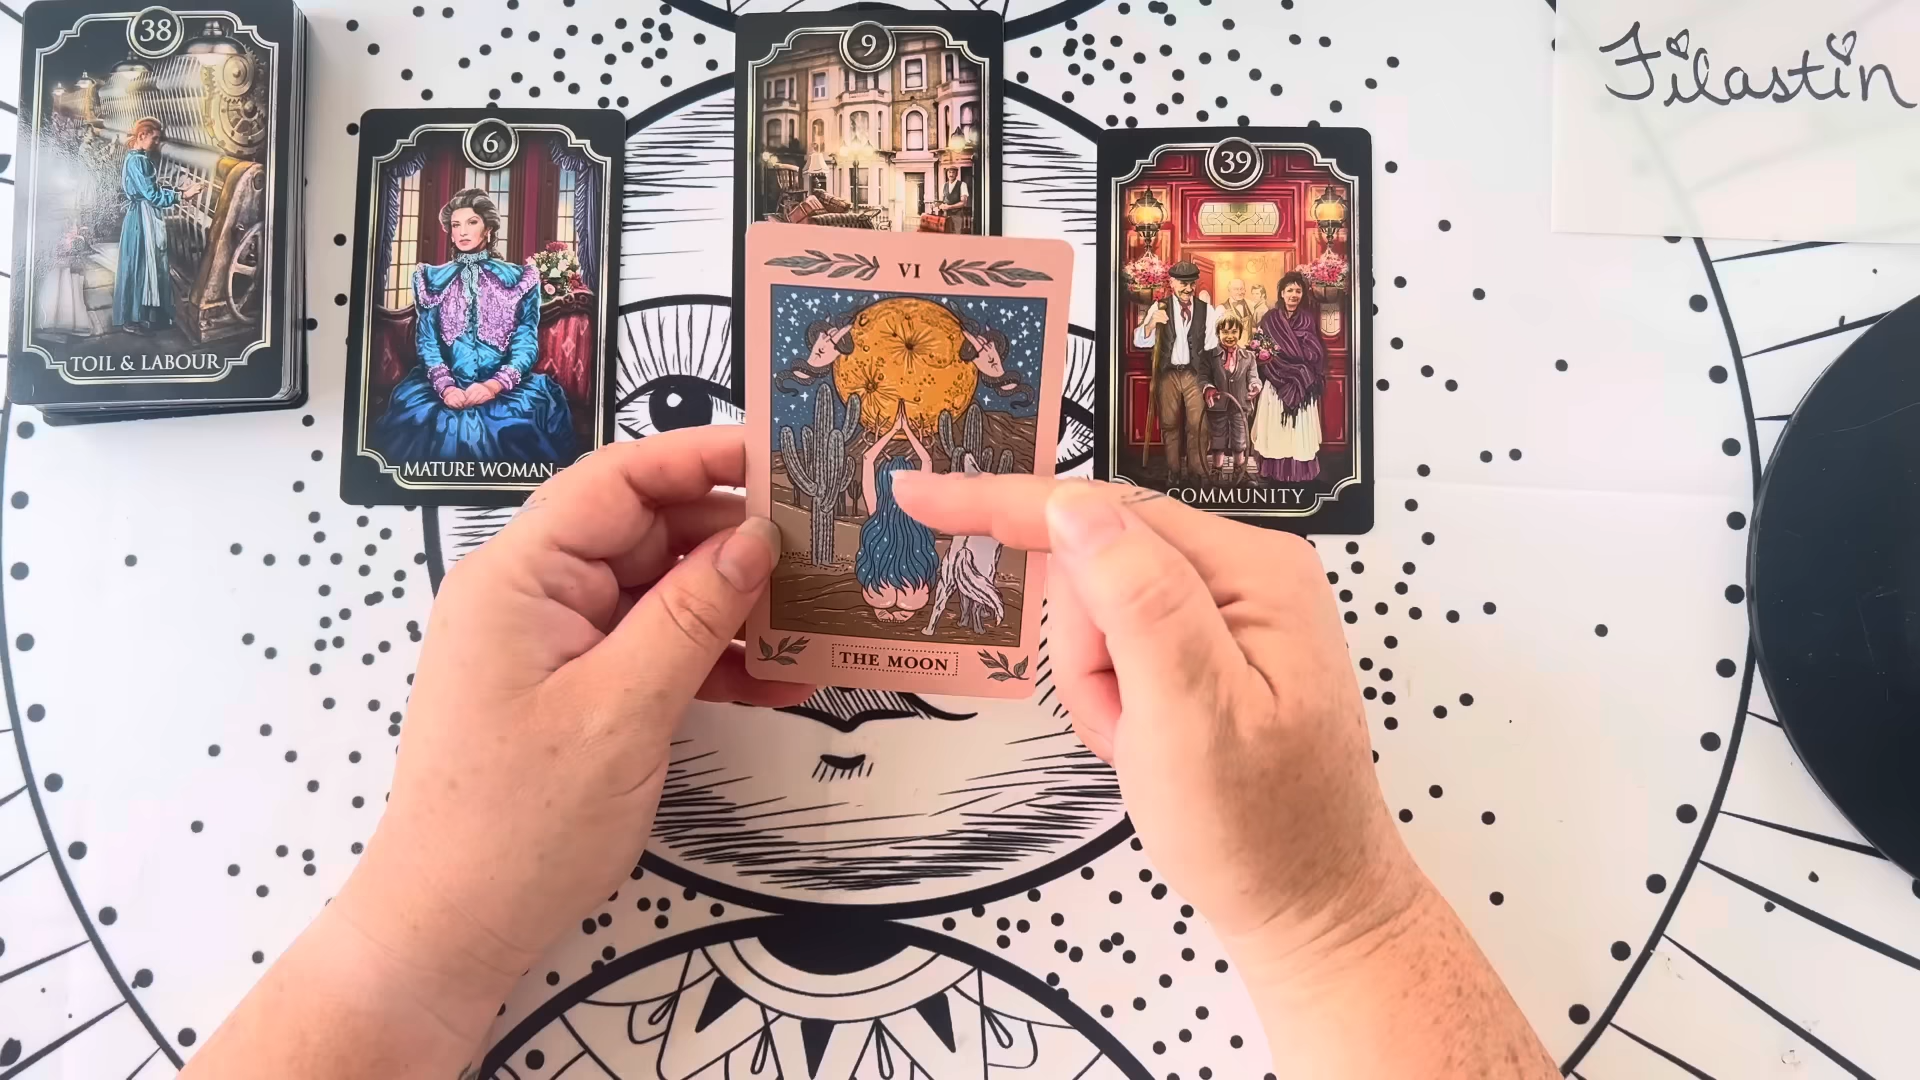 38
TOIL & LABOUR
6
MATURE WOMAN
9
VI
THE MOON
39
COMMUNITY
Filastin